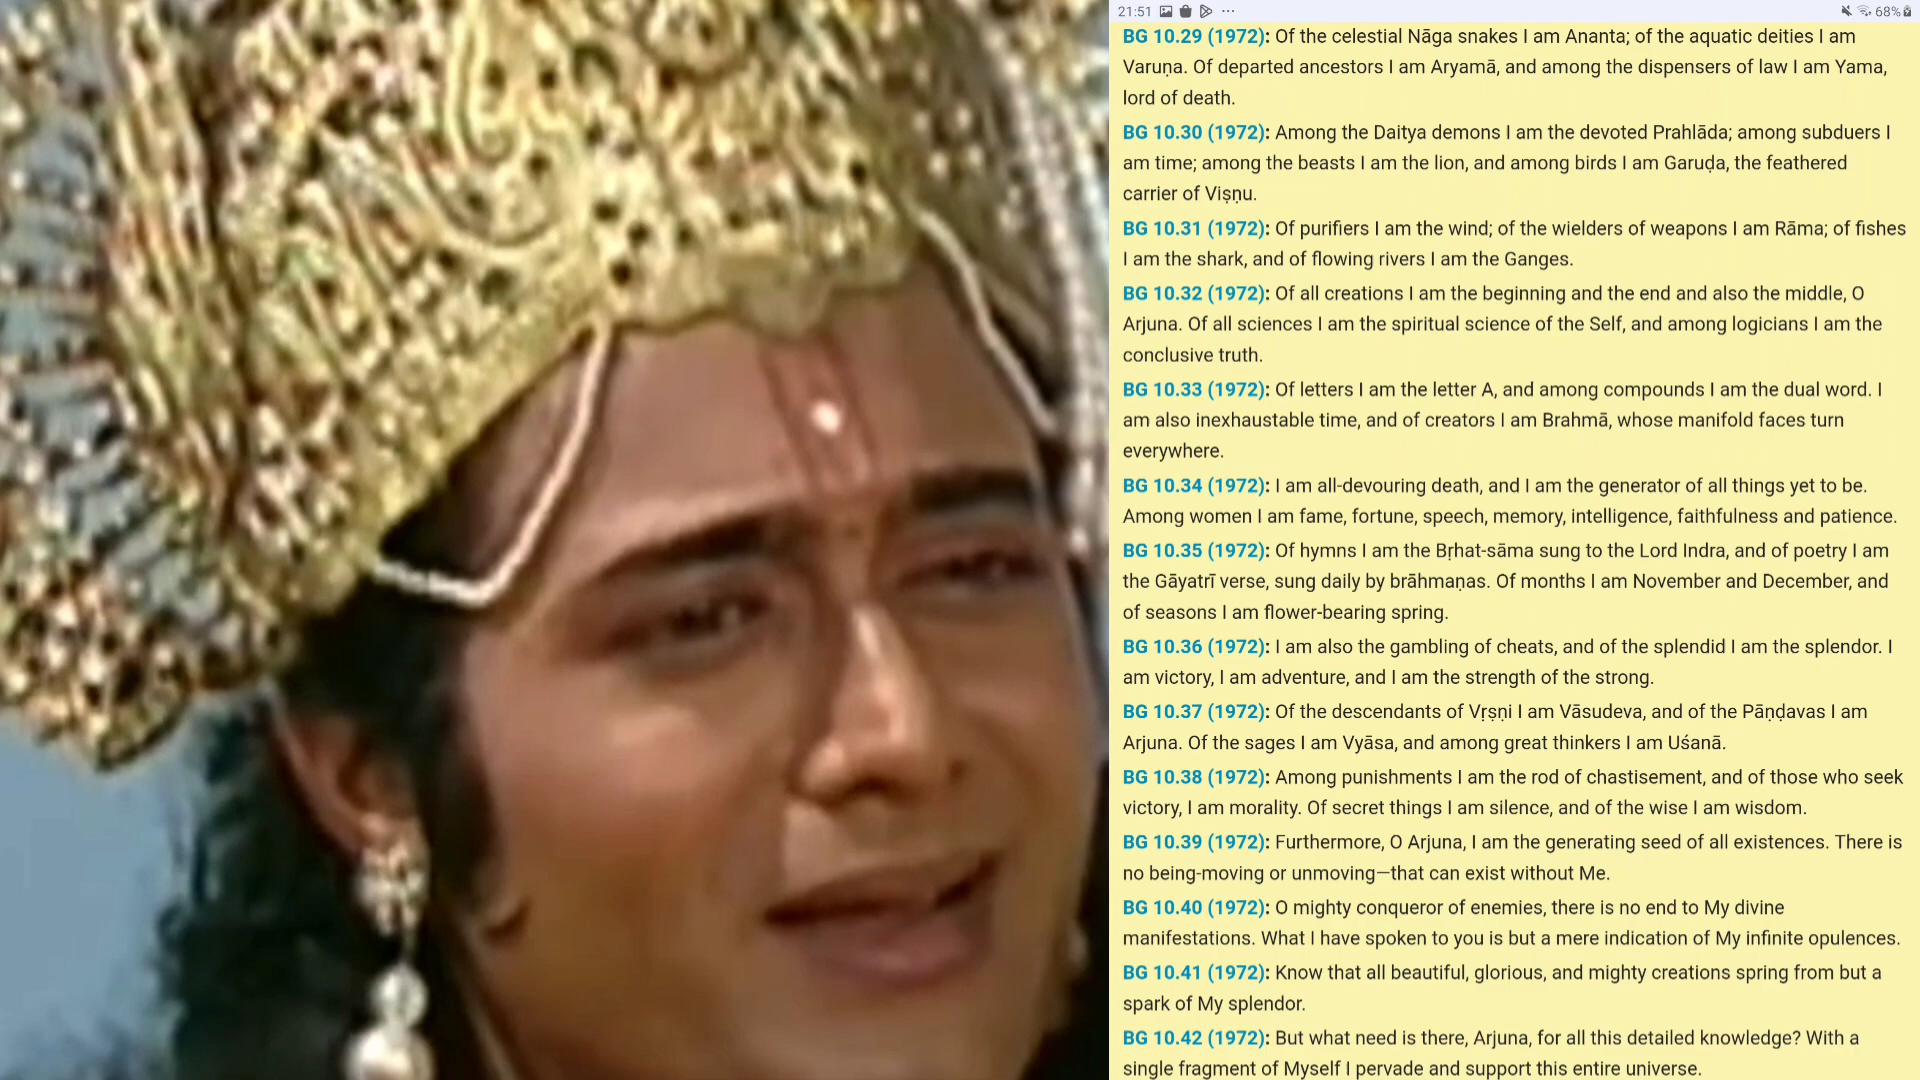 21:51
68%
BG 10.29 (1972): Of the celestial Nāga snakes I am Ananta; of the aquatic deities I am
Varuṇa. Of departed ancestors I am Aryamā, and among the dispensers of law I am Yama,
lord of death.
BG 10.30 (1972): Among the Daitya demons I am the devoted Prahlāda; among subduers I
am time; among the beasts I am the lion, and among birds I am Garuḍa, the feathered
carrier of Viṣṇu.
BG 10.31 (1972): Of purifiers I am the wind; of the wielders of weapons I am Rāma; of fishes
I am the shark, and of flowing rivers I am the Ganges.
BG 10.32 (1972): Of all creations I am the beginning and the end and also the middle, O
Arjuna. Of all sciences I am the spiritual science of the Self, and among logicians I am the
conclusive truth.
BG 10.33 (1972): Of letters I am the letter A, and among compounds I am the dual word. I
am also inexhaustable time, and of creators I am Brahmā, whose manifold faces turn
everywhere.
BG 10.34 (1972): I am all-devouring death, and I am the generator of all things yet to be.
Among women I am fame, fortune, speech, memory, intelligence, faithfulness and patience.
BG 10.35 (1972): Of hymns I am the Bṛhat-sāma sung to the Lord Indra, and of poetry I am
the Gāyatrī verse, sung daily by brāhmaṇas. Of months I am November and December, and
of seasons I am flower-bearing spring.
BG 10.36 (1972): I am also the gambling of cheats, and of the splendid I am the splendor. I
am victory, I am adventure, and I am the strength of the strong.
BG 10.37 (1972): Of the descendants of Vṛṣṇi I am Vāsudeva, and of the Pāṇḍavas I am
Arjuna. Of the sages I am Vyāsa, and among great thinkers I am Uśanā.
BG 10.38 (1972): Among punishments I am the rod of chastisement, and of those who seek
victory, I am morality. Of secret things I am silence, and of the wise I am wisdom.
BG 10.39 (1972): Furthermore, O Arjuna, I am the generating seed of all existences. There is
no being-moving or unmoving—that can exist without Me.
BG 10.40 (1972): O mighty conqueror of enemies, there is no end to My divine
manifestations. What I have spoken to you is but a mere indication of My infinite opulences.
BG 10.41 (1972): Know that all beautiful, glorious, and mighty creations spring from but a
spark of My splendor.
BG 10.42 (1972): But what need is there, Arjuna, for all this detailed knowledge? With a
single fragment of Myself I pervade and support this entire universe.